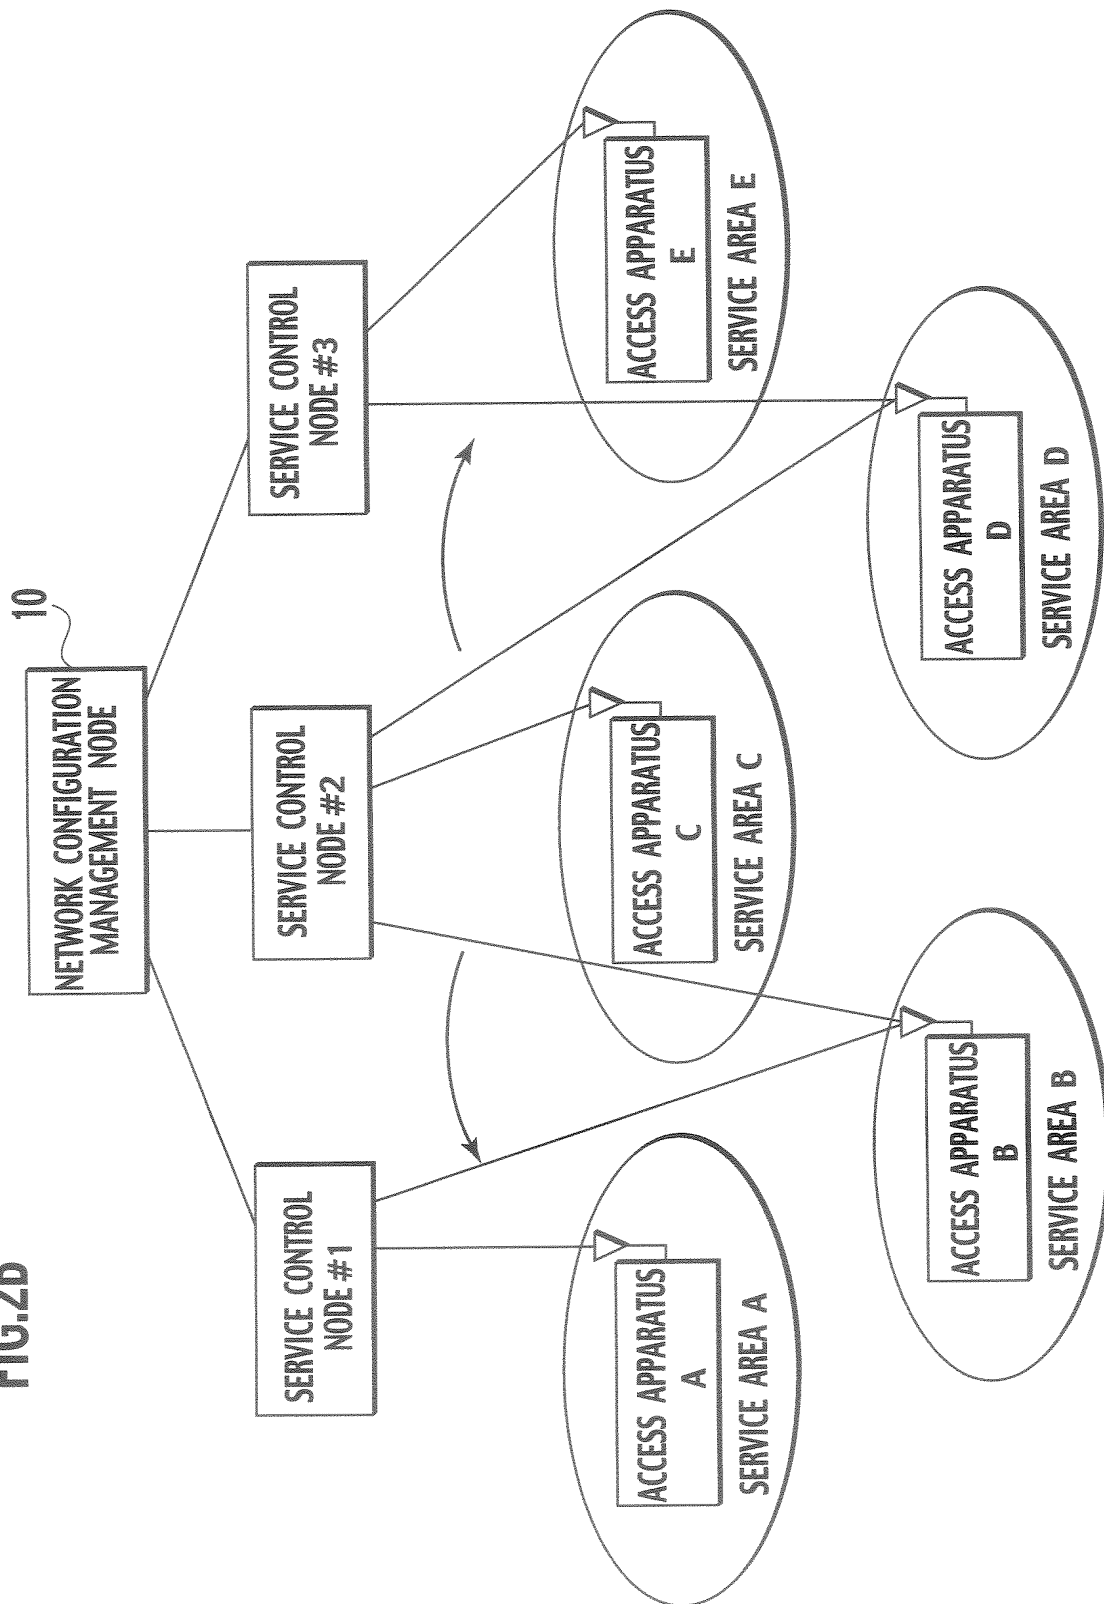 FIG.2B
10
NETWORK CONFIGURATION
MANAGEMENT NODE
SERVICE CONTROL
NODE #1
SERVICE CONTROL
NODE #2
SERVICE CONTROL
NODE #3
ACCESS APPARATUS
A
SERVICE AREA A
ACCESS APPARATUS
C
SERVICE AREA C
ACCESS APPARATUS
E
SERVICE AREA E
ACCESS APPARATUS
B
SERVICE AREA B
ACCESS APPARATUS
D
SERVICE AREA D